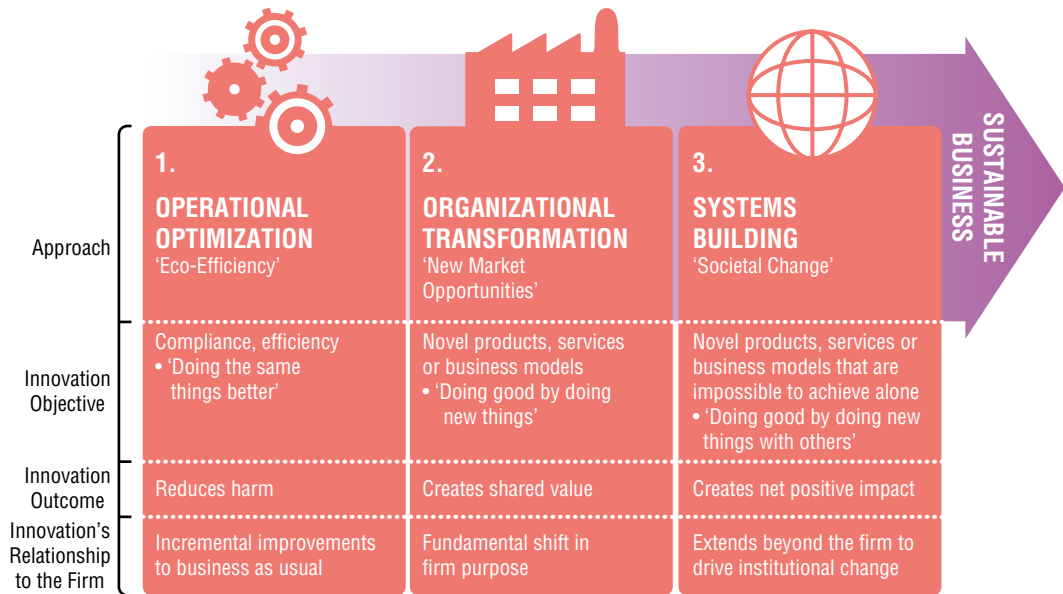 SUSTAINABLE
BUSINESS
Approach
1.
OPERATIONAL
OPTIMIZATION
‘Eco-Efficiency’
2.
ORGANIZATIONAL
TRANSFORMATION
‘New Market
Opportunities’
3.
SYSTEMS
BUILDING
‘Societal Change’
Innovation
Objective
Compliance, efficiency
• ‘Doing the same
things better’
Novel products, services
or business models
• ‘Doing good by doing
new things’
Novel products, services or
business models that are
impossible to achieve alone
• ‘Doing good by doing new
things with others’
Innovation
Outcome
Reduces harm
Creates shared value
Creates net positive impact
Innovation’s
Relationship
to the Firm
Incremental improvements
to business as usual
Fundamental shift in
firm purpose
Extends beyond the firm to
drive institutional change